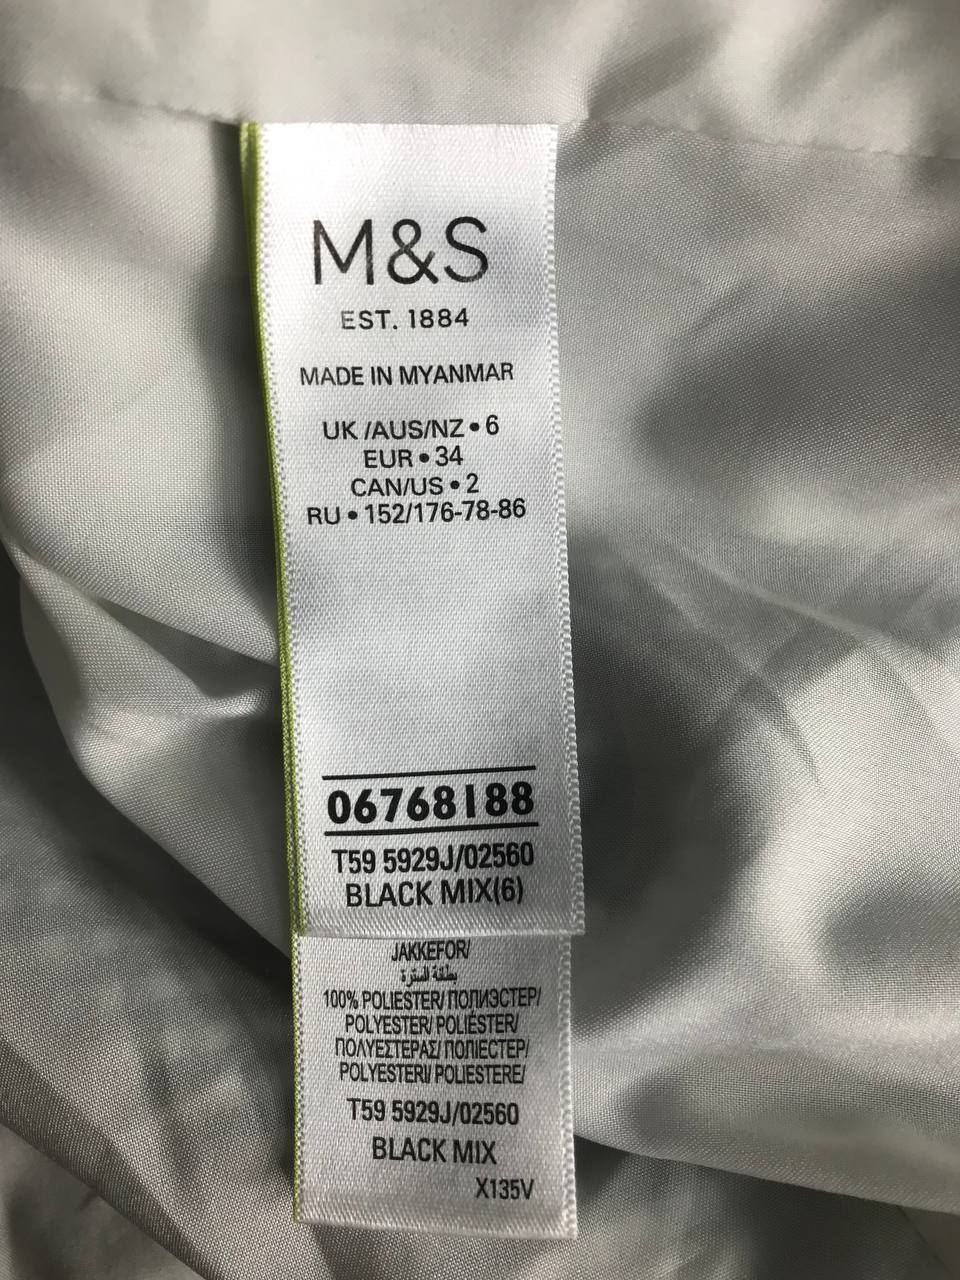 M&S
EST. 1884
MADE IN MYANMAR
UK /AUS/NZ • 6
EUR • 34
CAN/US • 2
RU • 152/176-78-86
06768188
T59 5929J/02560
BLACK MIX(6)
JAKKEFOR/
بطانة السترة
100% POLIESTER/ ПОЛИЭСТЕР/
POLYESTER/ POLIÉSTER/
ΠΟΛΥΕΣΤΕΡΑΣ/ ПОЛІЕСТЕР/
POLYESTERI/ POLIESTERE/
T59 5929J/02560
BLACK MIX
X135V